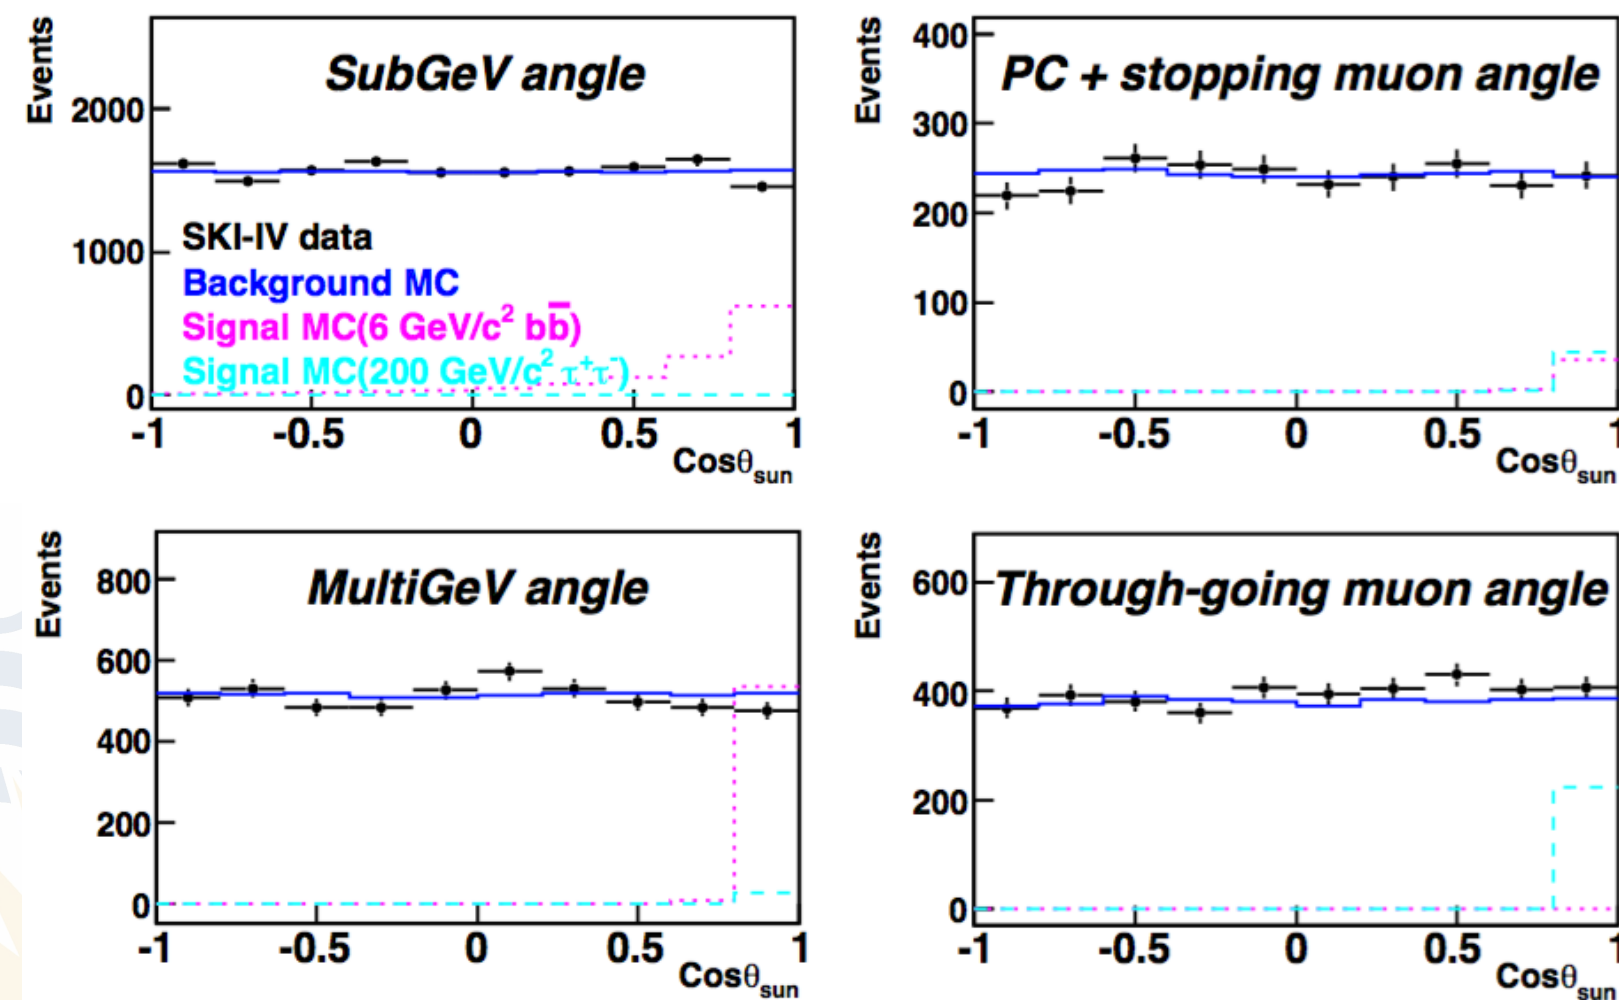 SubGeV angle
Events
2000
1000
0
SKI-IV data
Background MC
Signal MC(6 GeV/c² bb̅)
Signal MC(200 GeV/c² τ⁺τ⁻)
-1 -0.5 0 0.5 1
Cosθsun
PC + stopping muon angle
Events
400
300
200
100
0
-1 -0.5 0 0.5 1
Cosθsun
MultiGeV angle
Events
800
600
400
200
0
-1 -0.5 0 0.5 1
Cosθsun
Through-going muon angle
Events
600
400
200
0
-1 -0.5 0 0.5 1
Cosθsun